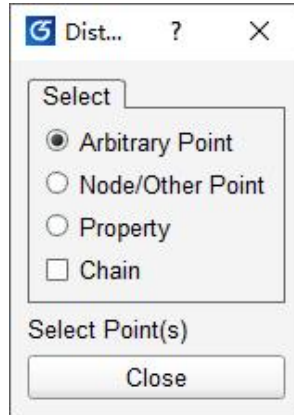 Dist... ?
Select
Arbitrary Point
Node/Other Point
Property
Chain
Select Point(s)
Close